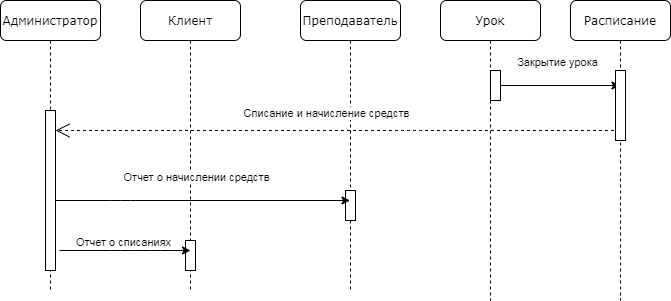 Администратор
Клиент
Преподаватель
Урок
Расписание
Закрытие урока
Списание и начисление средств
Отчет о начислении средств
Отчет о списаниях